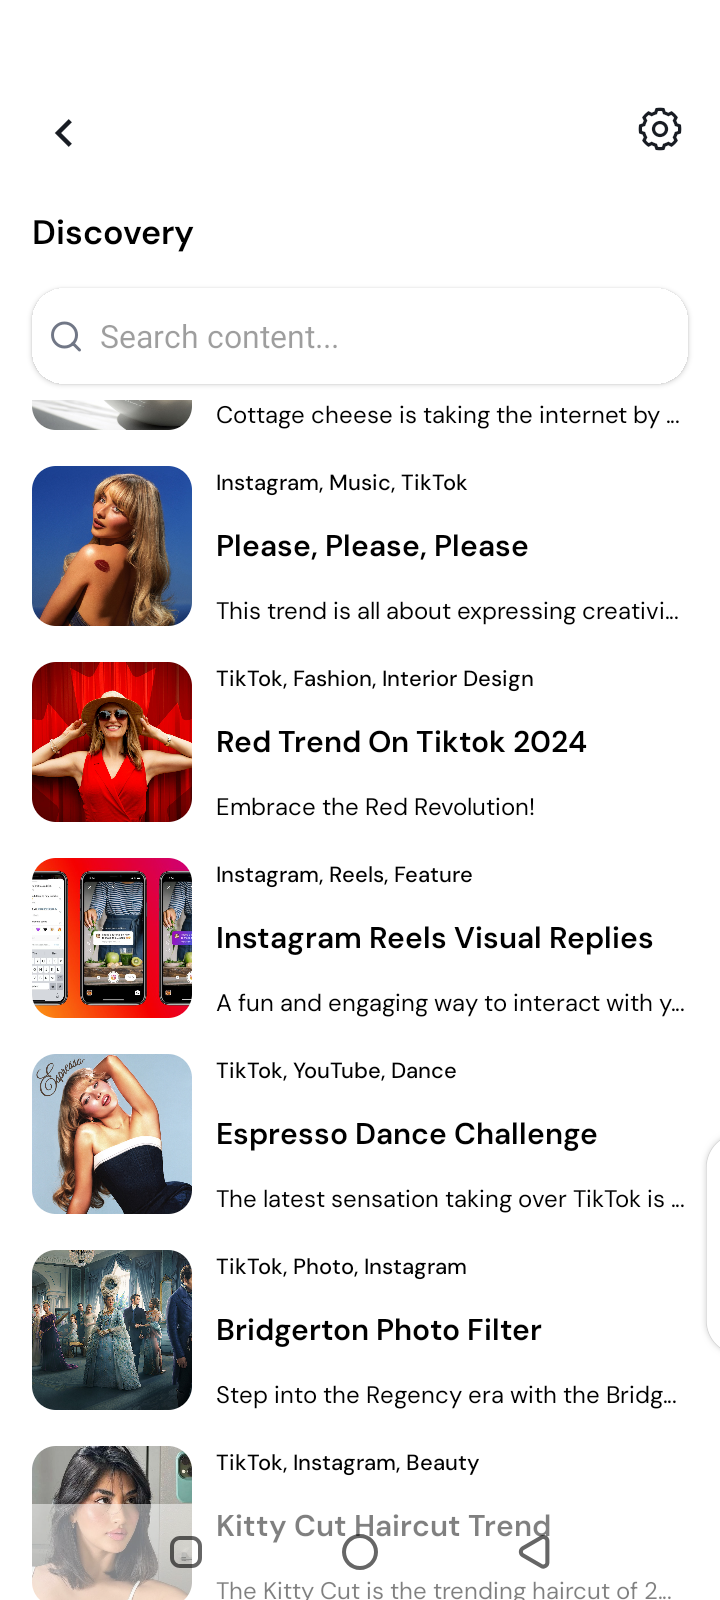 Discovery
Search content...
Cottage cheese is taking the internet by ...
Instagram, Music, TikTok
Please, Please, Please
This trend is all about expressing creativi...
TikTok, Fashion, Interior Design
Red Trend On Tiktok 2024
Embrace the Red Revolution!
Instagram, Reels, Feature
Instagram Reels Visual Replies
A fun and engaging way to interact with y...
Espresso
TikTok, YouTube, Dance
Espresso Dance Challenge
The latest sensation taking over TikTok is ...
TikTok, Photo, Instagram
Bridgerton Photo Filter
Step into the Regency era with the Bridg...
TikTok, Instagram, Beauty
Kitty Cut Haircut Trend
The Kitty Cut is the trending haircut of 2...